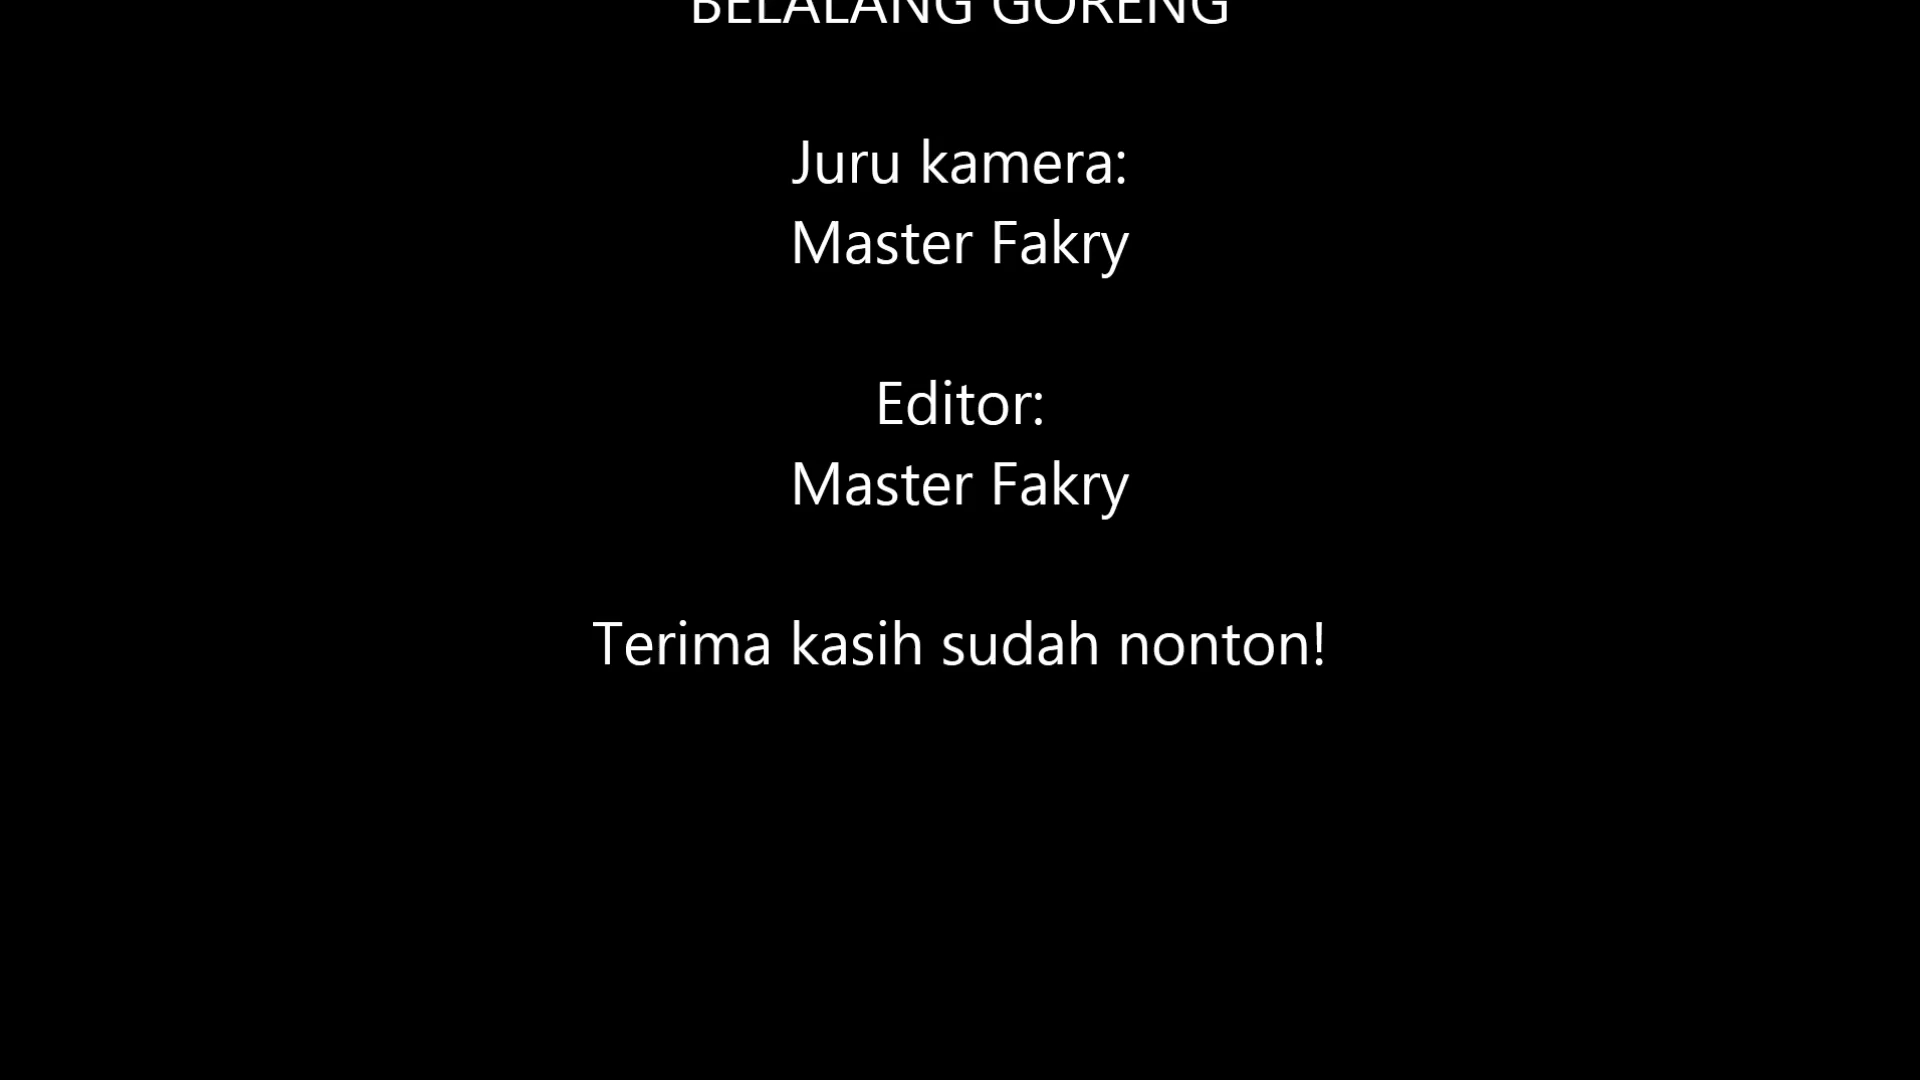 BELALANG GORENG
Juru kamera:
Master Fakry
Editor:
Master Fakry
Terima kasih sudah nonton!